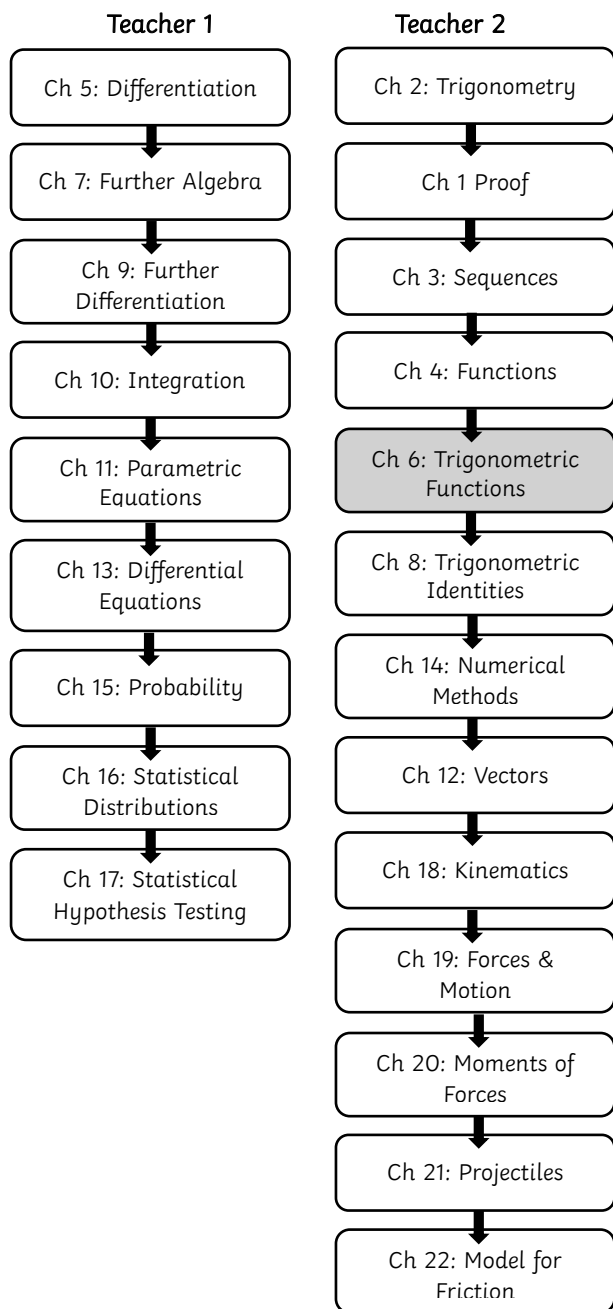 Teacher 1
Ch 5: Differentiation
Ch 7: Further Algebra
Ch 9: Further
Differentiation
Ch 10: Integration
Ch 11: Parametric
Equations
Ch 13: Differential
Equations
Ch 15: Probability
Ch 16: Statistical
Distributions
Ch 17: Statistical
Hypothesis Testing
Teacher 2
Ch 2: Trigonometry
Ch 1 Proof
Ch 3: Sequences
Ch 4: Functions
Ch 6: Trigonometric
Functions
Ch 8: Trigonometric
Identities
Ch 14: Numerical
Methods
Ch 12: Vectors
Ch 18: Kinematics
Ch 19: Forces &
Motion
Ch 20: Moments of
Forces
Ch 21: Projectiles
Ch 22: Model for
Friction